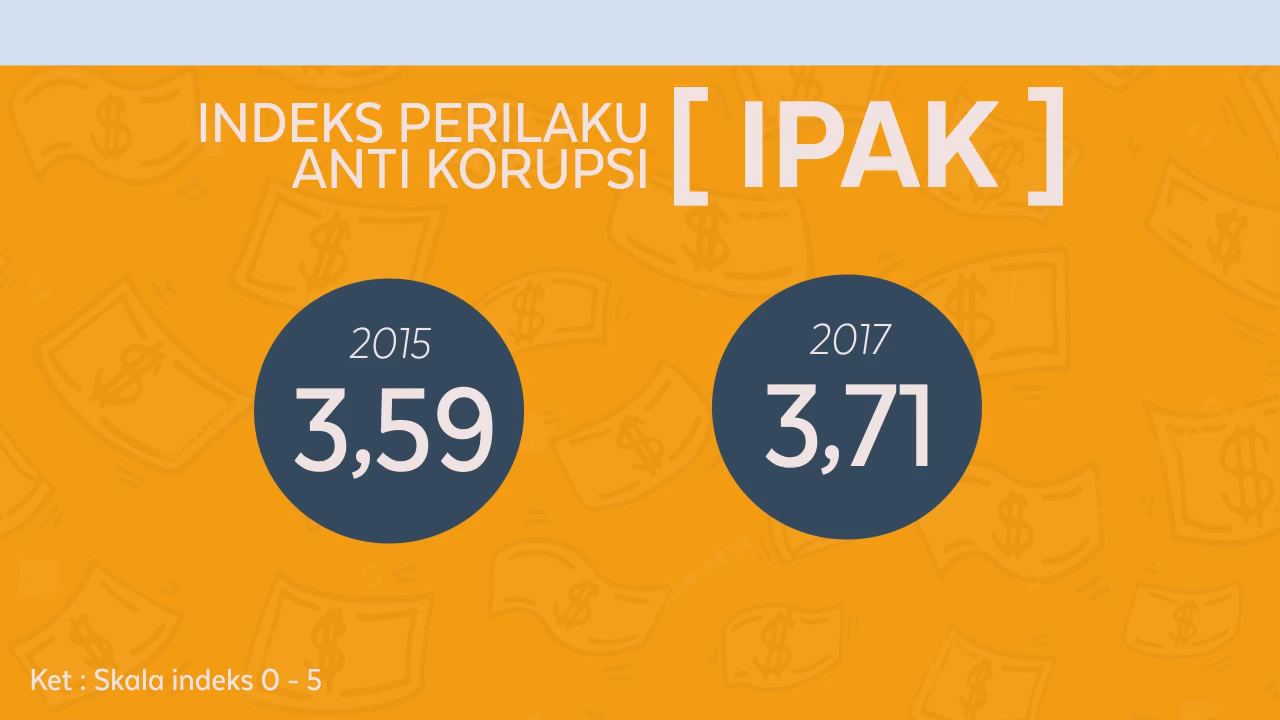 INDEKS PERILAKU
ANTI KORUPSI
[ IPAK ]
2015
3,59
2017
3,71
Ket : Skala indeks 0 - 5